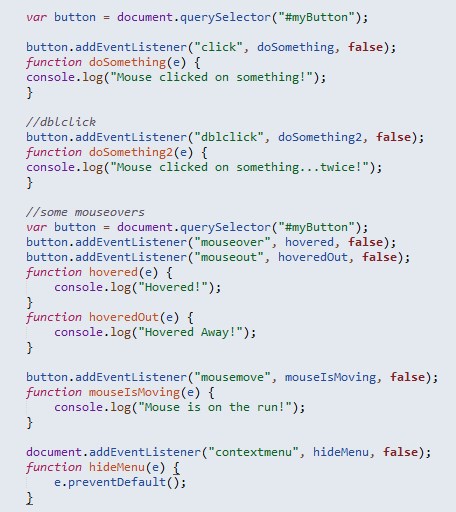 var button = document.querySelector("#myButton");
button.addEventListener("click", doSomething, false);
function doSomething(e) {
console.log("Mouse clicked on something!");
}
//dblclick
button.addEventListener("dblclick", doSomething2, false);
function doSomething2(e) {
console.log("Mouse clicked on something...twice!");
}
//some mouseovers
var button = document.querySelector("#myButton");
button.addEventListener("mouseover", hovered, false);
button.addEventListener("mouseout", hoveredOut, false);
function hovered(e) {
    console.log("Hovered!");
}
function hoveredOut(e) {
    console.log("Hovered Away!");
}
button.addEventListener("mousemove", mouseIsMoving, false);
function mouseIsMoving(e) {
    console.log("Mouse is on the run!");
}
document.addEventListener("contextmenu", hideMenu, false);
function hideMenu(e) {
    e.preventDefault();
}